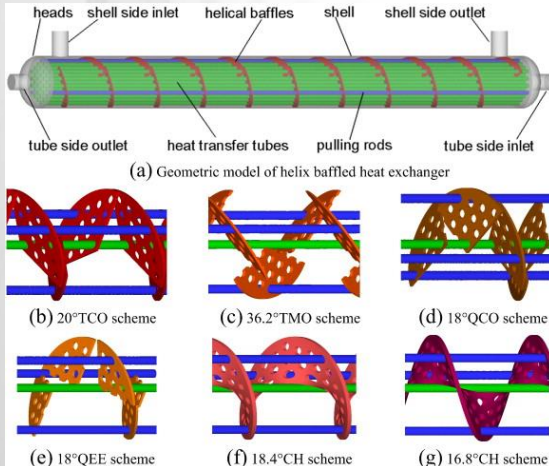 heads shell side inlet helical baffles shell shell side outlet
tube side outlet heat transfer tubes pulling rods tube side inlet
(a) Geometric model of helix baffled heat exchanger
(b) 20°TCO scheme (c) 36.2°TMO scheme (d) 18°QCO scheme
(e) 18°QEE scheme (f) 18.4°CH scheme (g) 16.8°CH scheme